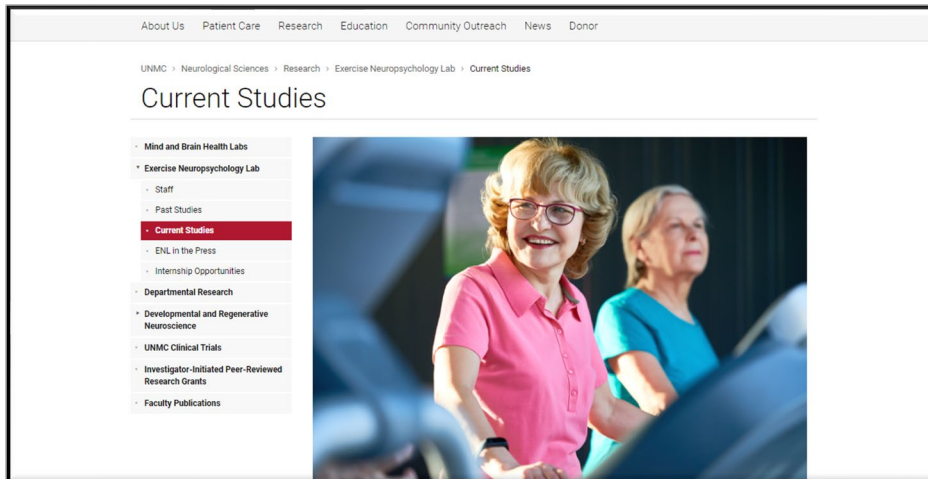 About Us Patient Care Research Education Community Outreach News Donor
UNMC > Neurological Sciences > Research > Exercise Neuropsychology Lab > Current Studies
Current Studies
Mind and Brain Health Labs
Exercise Neuropsychology Lab
Staff
Past Studies
Current Studies
ENL in the Press
Internship Opportunities
Departmental Research
Developmental and Regenerative
Neuroscience
UNMC Clinical Trials
Investigator-Initiated Peer-Reviewed
Research Grants
Faculty Publications